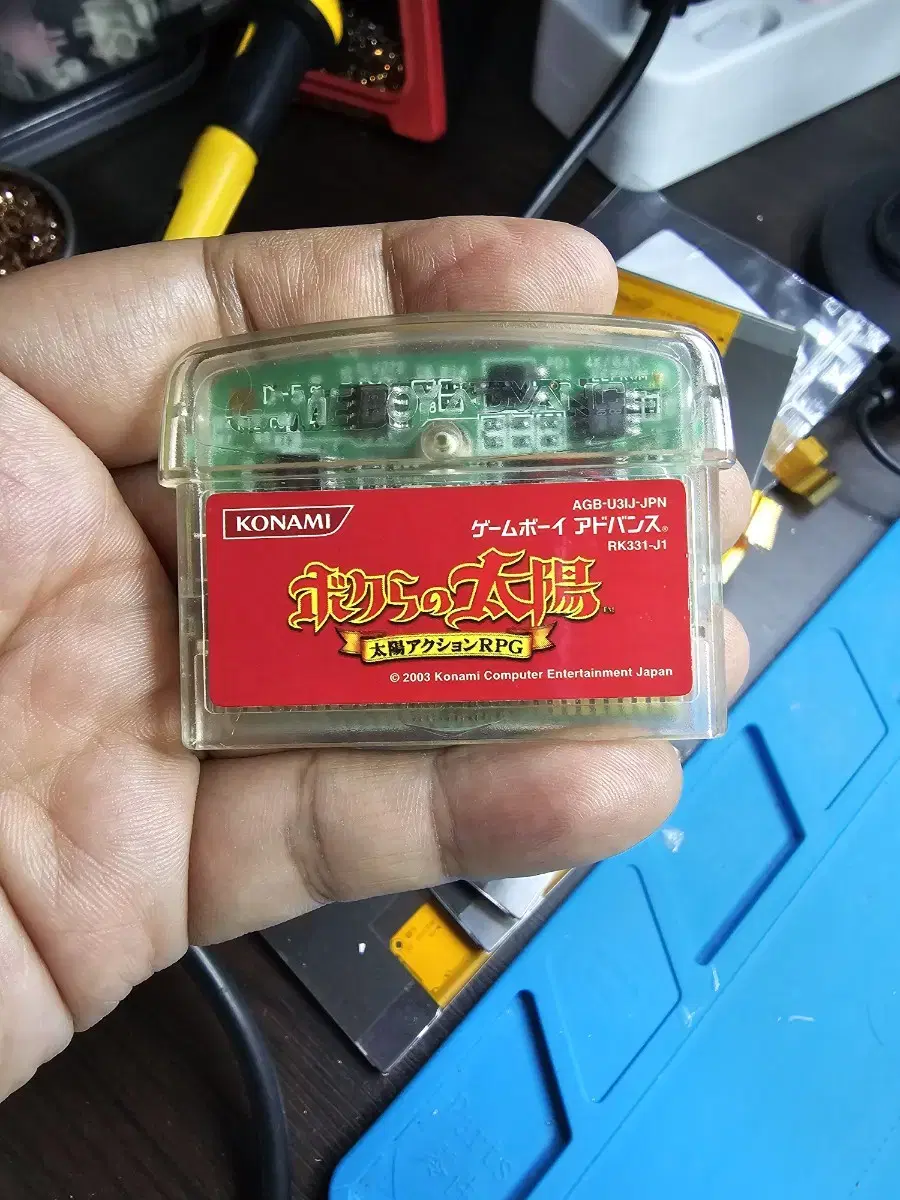 KONAMI
AGB-U3IJ-JPN
ゲームボーイ アドバンス®
RK331-J1
ボクらの太陽™
太陽アクションRPG
© 2003 Konami Computer Entertainment Japan